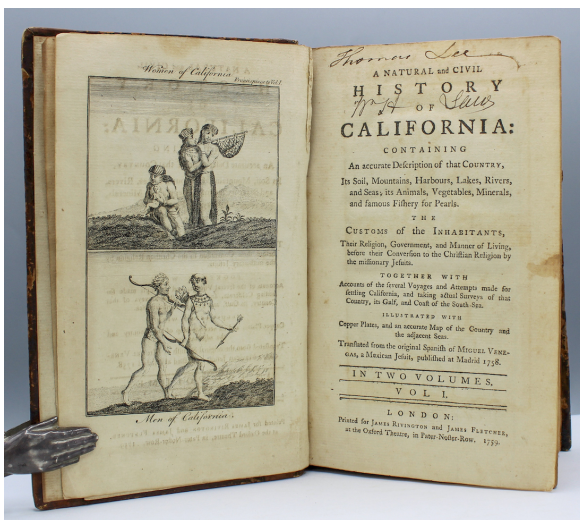 Women of California
Frontispiece to Vol. I
Men of California.
Thomas Lee
A NATURAL and CIVIL
HISTORY
OF
CALIFORNIA:
CONTAINING
An accurate Deſcription of that COUNTRY,
Its Soil, Mountains, Harbours, Lakes, Rivers,
and Seas; its Animals, Vegetables, Minerals,
and famous Fiſhery for Pearls.
THE
CUSTOMS of the INHABITANTS,
Their Religion, Government, and Manner of Living,
before their Converſion to the Chriſtian Religion by
the miſſionary Jeſuits.
TOGETHER WITH
Accounts of the ſeveral Voyages and Attempts made for
ſettling California, and taking actual Surveys of that
Country, its Gulf, and Coaſt of the South-Sea.
ILLUSTRATED WITH
Copper Plates, and an accurate Map of the Country and
the adjacent Seas.
Tranſlated from the original Spaniſh of MIGUEL VENE-
GAS, a Mexican Jeſuit, publiſhed at Madrid 1758.
IN TWO VOLUMES.
VOL. I.
LONDON:
Printed for JAMES RIVINGTON and JAMES FLETCHER,
at the Oxford Theatre, in Pater-Noſter-Row. 1759.